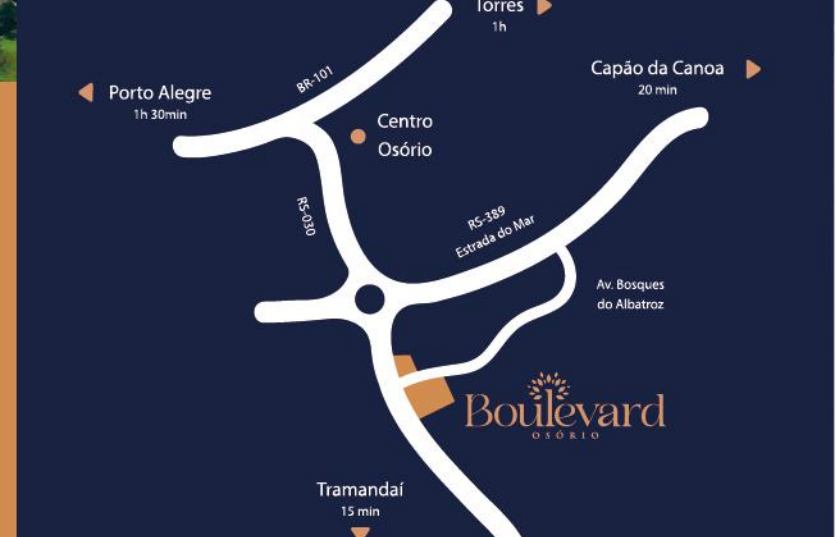 Torres
1h
Capão da Canoa
20 min
Porto Alegre
1h 30min
BR-101
Centro
Osório
RS-030
RS-389
Estrada do Mar
Av. Bosques
do Albatroz
Boulevard
OSÓRIO
Tramandaí
15 min